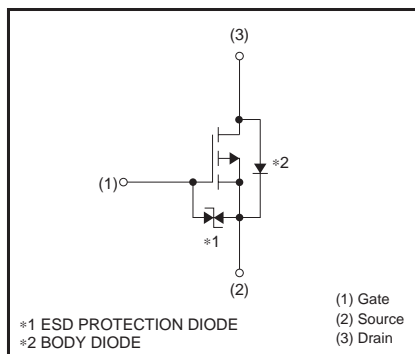 (3)
∗2
(1)
∗1
(2)
∗1 ESD PROTECTION DIODE
∗2 BODY DIODE
(1) Gate
(2) Source
(3) Drain